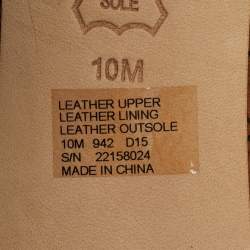 SOLE
10M
LEATHER UPPER
LEATHER LINING
LEATHER OUTSOLE
10M 942 D15
S/N 22158024
MADE IN CHINA